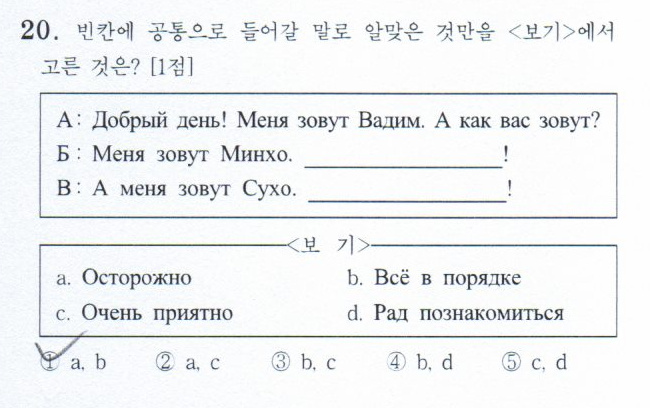 20. 빈칸에 공통으로 들어갈 말로 알맞은 것만을 <보기>에서
고른 것은? [1점]
А: Добрый день! Меня зовут Вадим. А как вас зовут?
Б: Меня зовут Минхо. ____________!
В: А меня зовут Сухо. ____________!
<보 기>
a. Осторожно b. Всё в порядке
c. Очень приятно d. Рад познакомиться
① a, b ② a, c ③ b, c ④ b, d ⑤ c, d